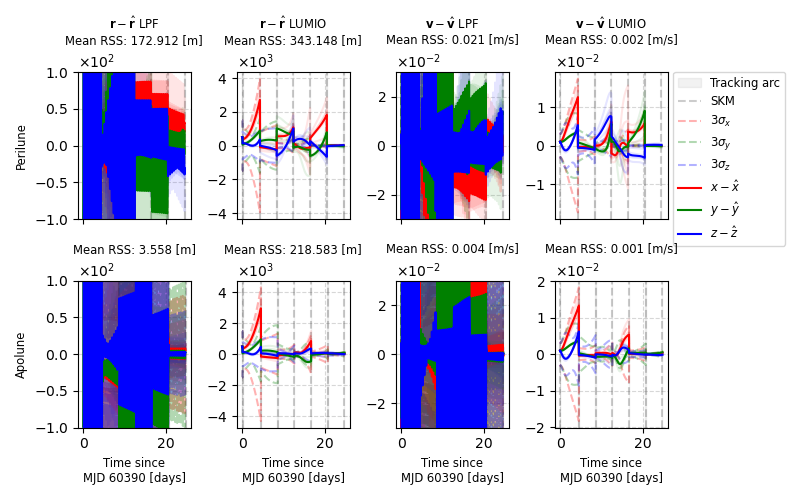 r − r̂ LPF
Mean RSS: 172.912 [m]
r − r̂ LUMIO
Mean RSS: 343.148 [m]
v − v̂ LPF
Mean RSS: 0.021 [m/s]
v − v̂ LUMIO
Mean RSS: 0.002 [m/s]
×10²
×10³
×10⁻²
×10⁻²
Perilune
1.0
0.5
0.0
−0.5
−1.0
4
2
0
−2
−4
2
0
−2
1
0
−1
Tracking arc
SKM
3σₓ
3σ_y
3σ_z
x − x̂
y − ŷ
z − ẑ
Mean RSS: 3.558 [m]
Mean RSS: 218.583 [m]
Mean RSS: 0.004 [m/s]
Mean RSS: 0.001 [m/s]
×10²
×10³
×10⁻²
×10⁻²
Apolune
1.0
0.5
0.0
−0.5
−1.0
4
2
0
−2
−4
2
0
−2
2
1
0
−1
−2
0 20
0 20
0 20
0 20
Time since
MJD 60390 [days]
Time since
MJD 60390 [days]
Time since
MJD 60390 [days]
Time since
MJD 60390 [days]